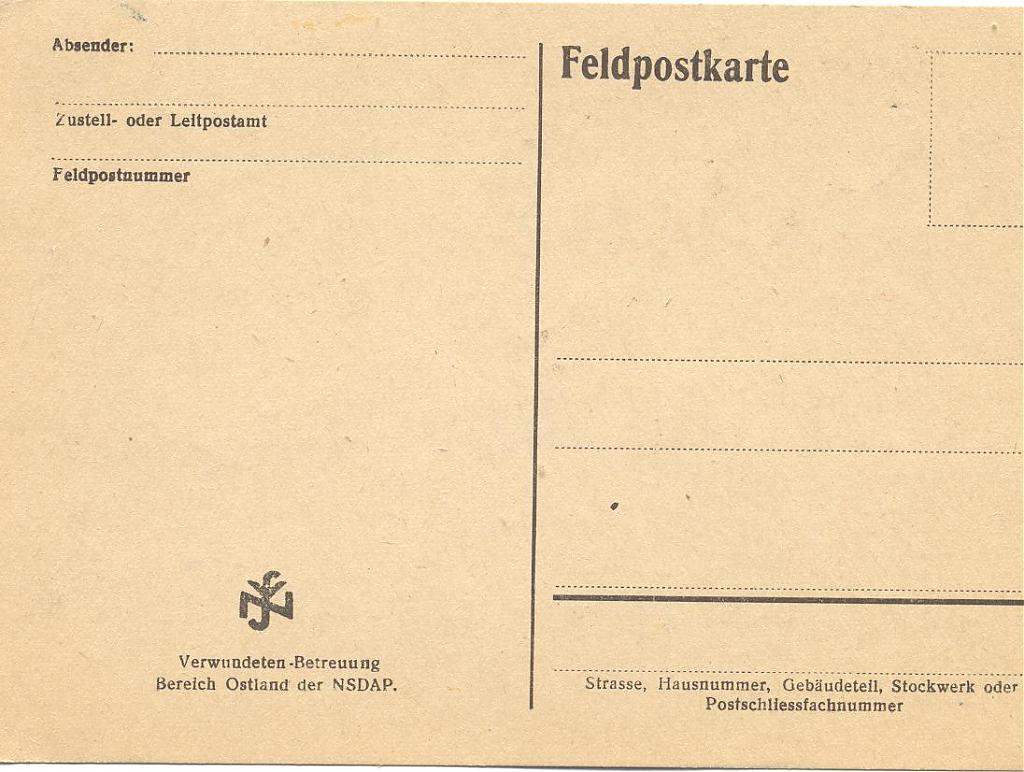 Absender:
Zustell- oder Leitpostamt
Feldpostnummer
Verwundeten-Betreuung
Bereich Ostland der NSDAP.
Feldpostkarte
Strasse, Hausnummer, Gebäudeteil, Stockwerk oder
Postschliessfachnummer